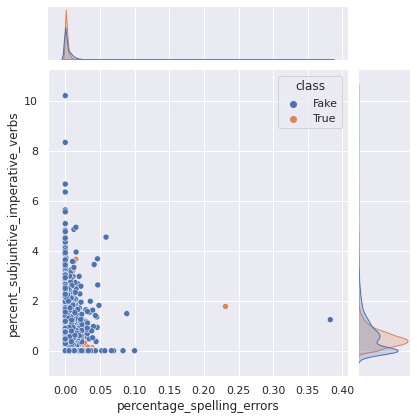 class
Fake
True
10
8
6
4
2
0
percent_subjuntive_imperative_verbs
0.00 0.05 0.10 0.15 0.20 0.25 0.30 0.35 0.40
percentage_spelling_errors